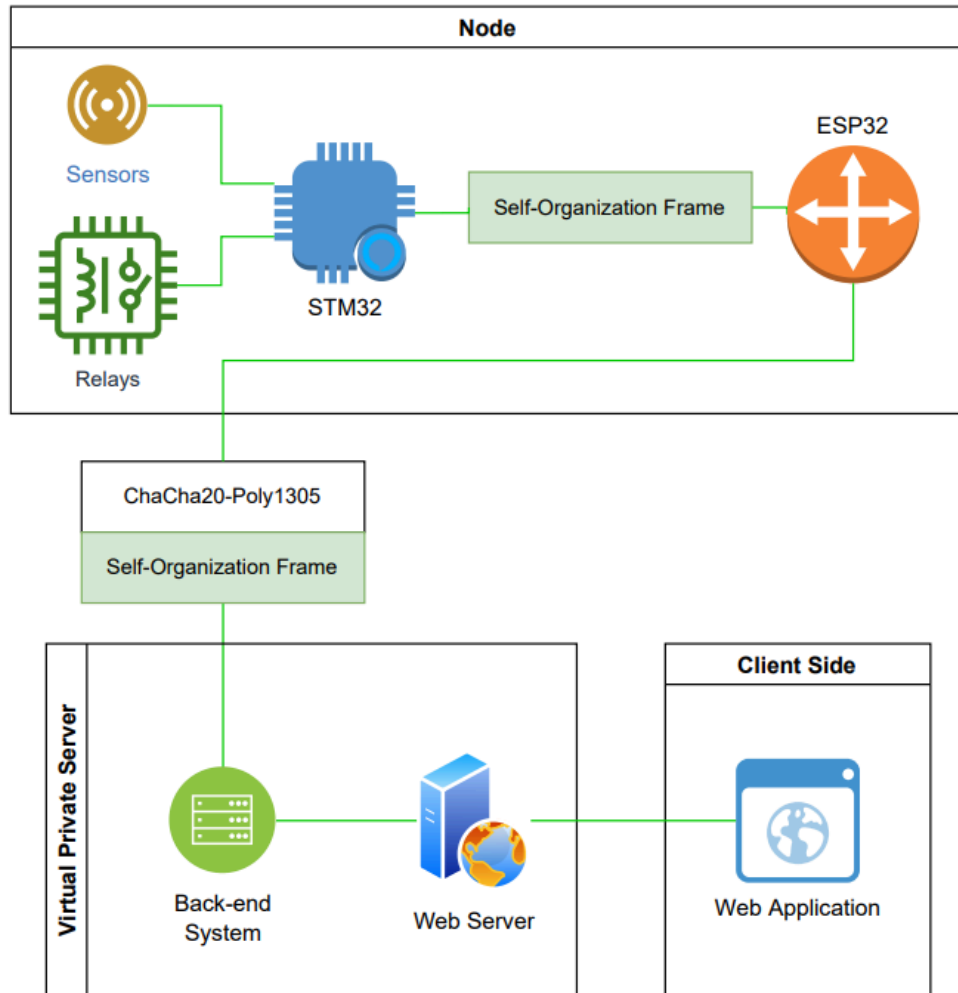 Node
Sensors
ESP32
Self-Organization Frame
STM32
Relays
ChaCha20-Poly1305
Self-Organization Frame
Virtual Private Server
Back-end
System
Web Server
Client Side
Web Application